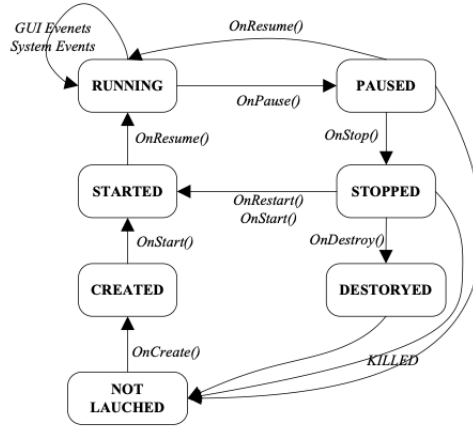 GUI Evenets
System Events
OnResume()
RUNNING
PAUSED
OnPause()
OnResume()
OnStop()
STARTED
STOPPED
OnRestart()
OnStart()
OnStart()
OnDestroy()
CREATED
DESTORYED
OnCreate()
KILLED
NOT
LAUCHED